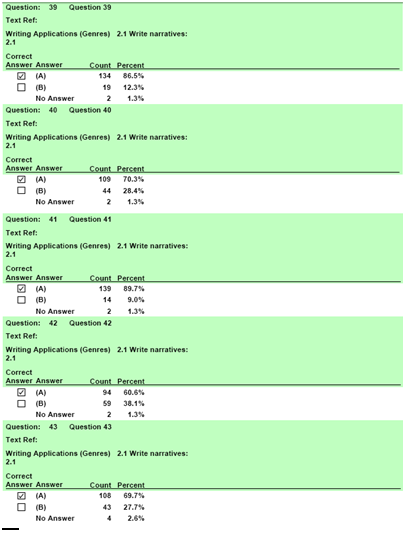 Question: 39 Question 39
Text Ref:
Writing Applications (Genres) 2.1 Write narratives:
2.1
Correct
Answer Answer Count Percent
(A) 134 86.5%
(B) 19 12.3%
No Answer 2 1.3%
Question: 40 Question 40
Text Ref:
Writing Applications (Genres) 2.1 Write narratives:
2.1
Correct
Answer Answer Count Percent
(A) 109 70.3%
(B) 44 28.4%
No Answer 2 1.3%
Question: 41 Question 41
Text Ref:
Writing Applications (Genres) 2.1 Write narratives:
2.1
Correct
Answer Answer Count Percent
(A) 139 89.7%
(B) 14 9.0%
No Answer 2 1.3%
Question: 42 Question 42
Text Ref:
Writing Applications (Genres) 2.1 Write narratives:
2.1
Correct
Answer Answer Count Percent
(A) 94 60.6%
(B) 59 38.1%
No Answer 2 1.3%
Question: 43 Question 43
Text Ref:
Writing Applications (Genres) 2.1 Write narratives:
2.1
Correct
Answer Answer Count Percent
(A) 108 69.7%
(B) 43 27.7%
No Answer 4 2.6%